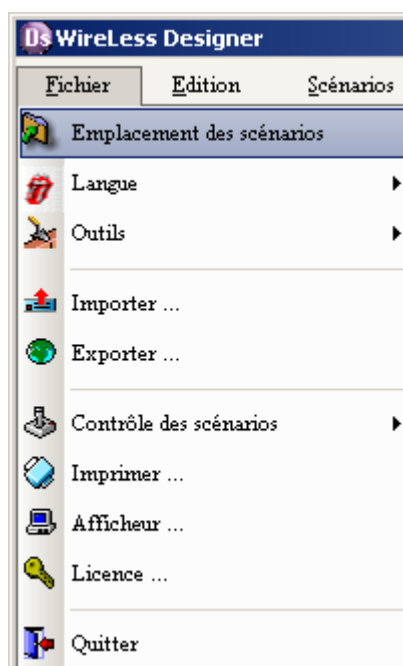 Ds WireLess Designer
Fichier Edition Scénarios
Emplacement des scénarios
Langue
Outils
Importer ...
Exporter ...
Contrôle des scénarios
Imprimer ...
Afficheur ...
Licence ...
Quitter